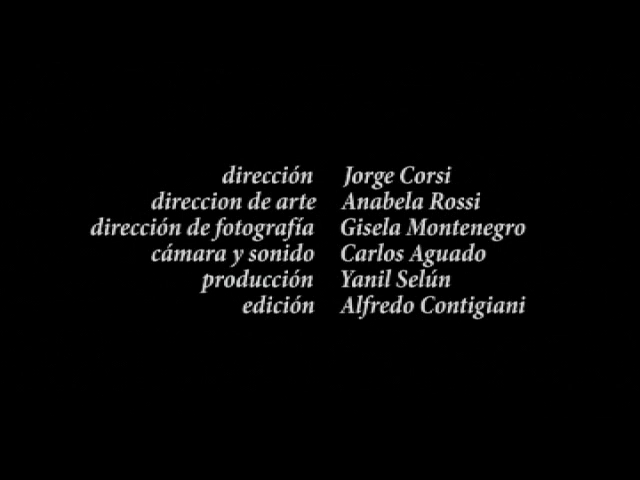 dirección Jorge Corsi
direccion de arte Anabela Rossi
dirección de fotografía Gisela Montenegro
cámara y sonido Carlos Aguado
producción Yanil Selún
edición Alfredo Contigiani